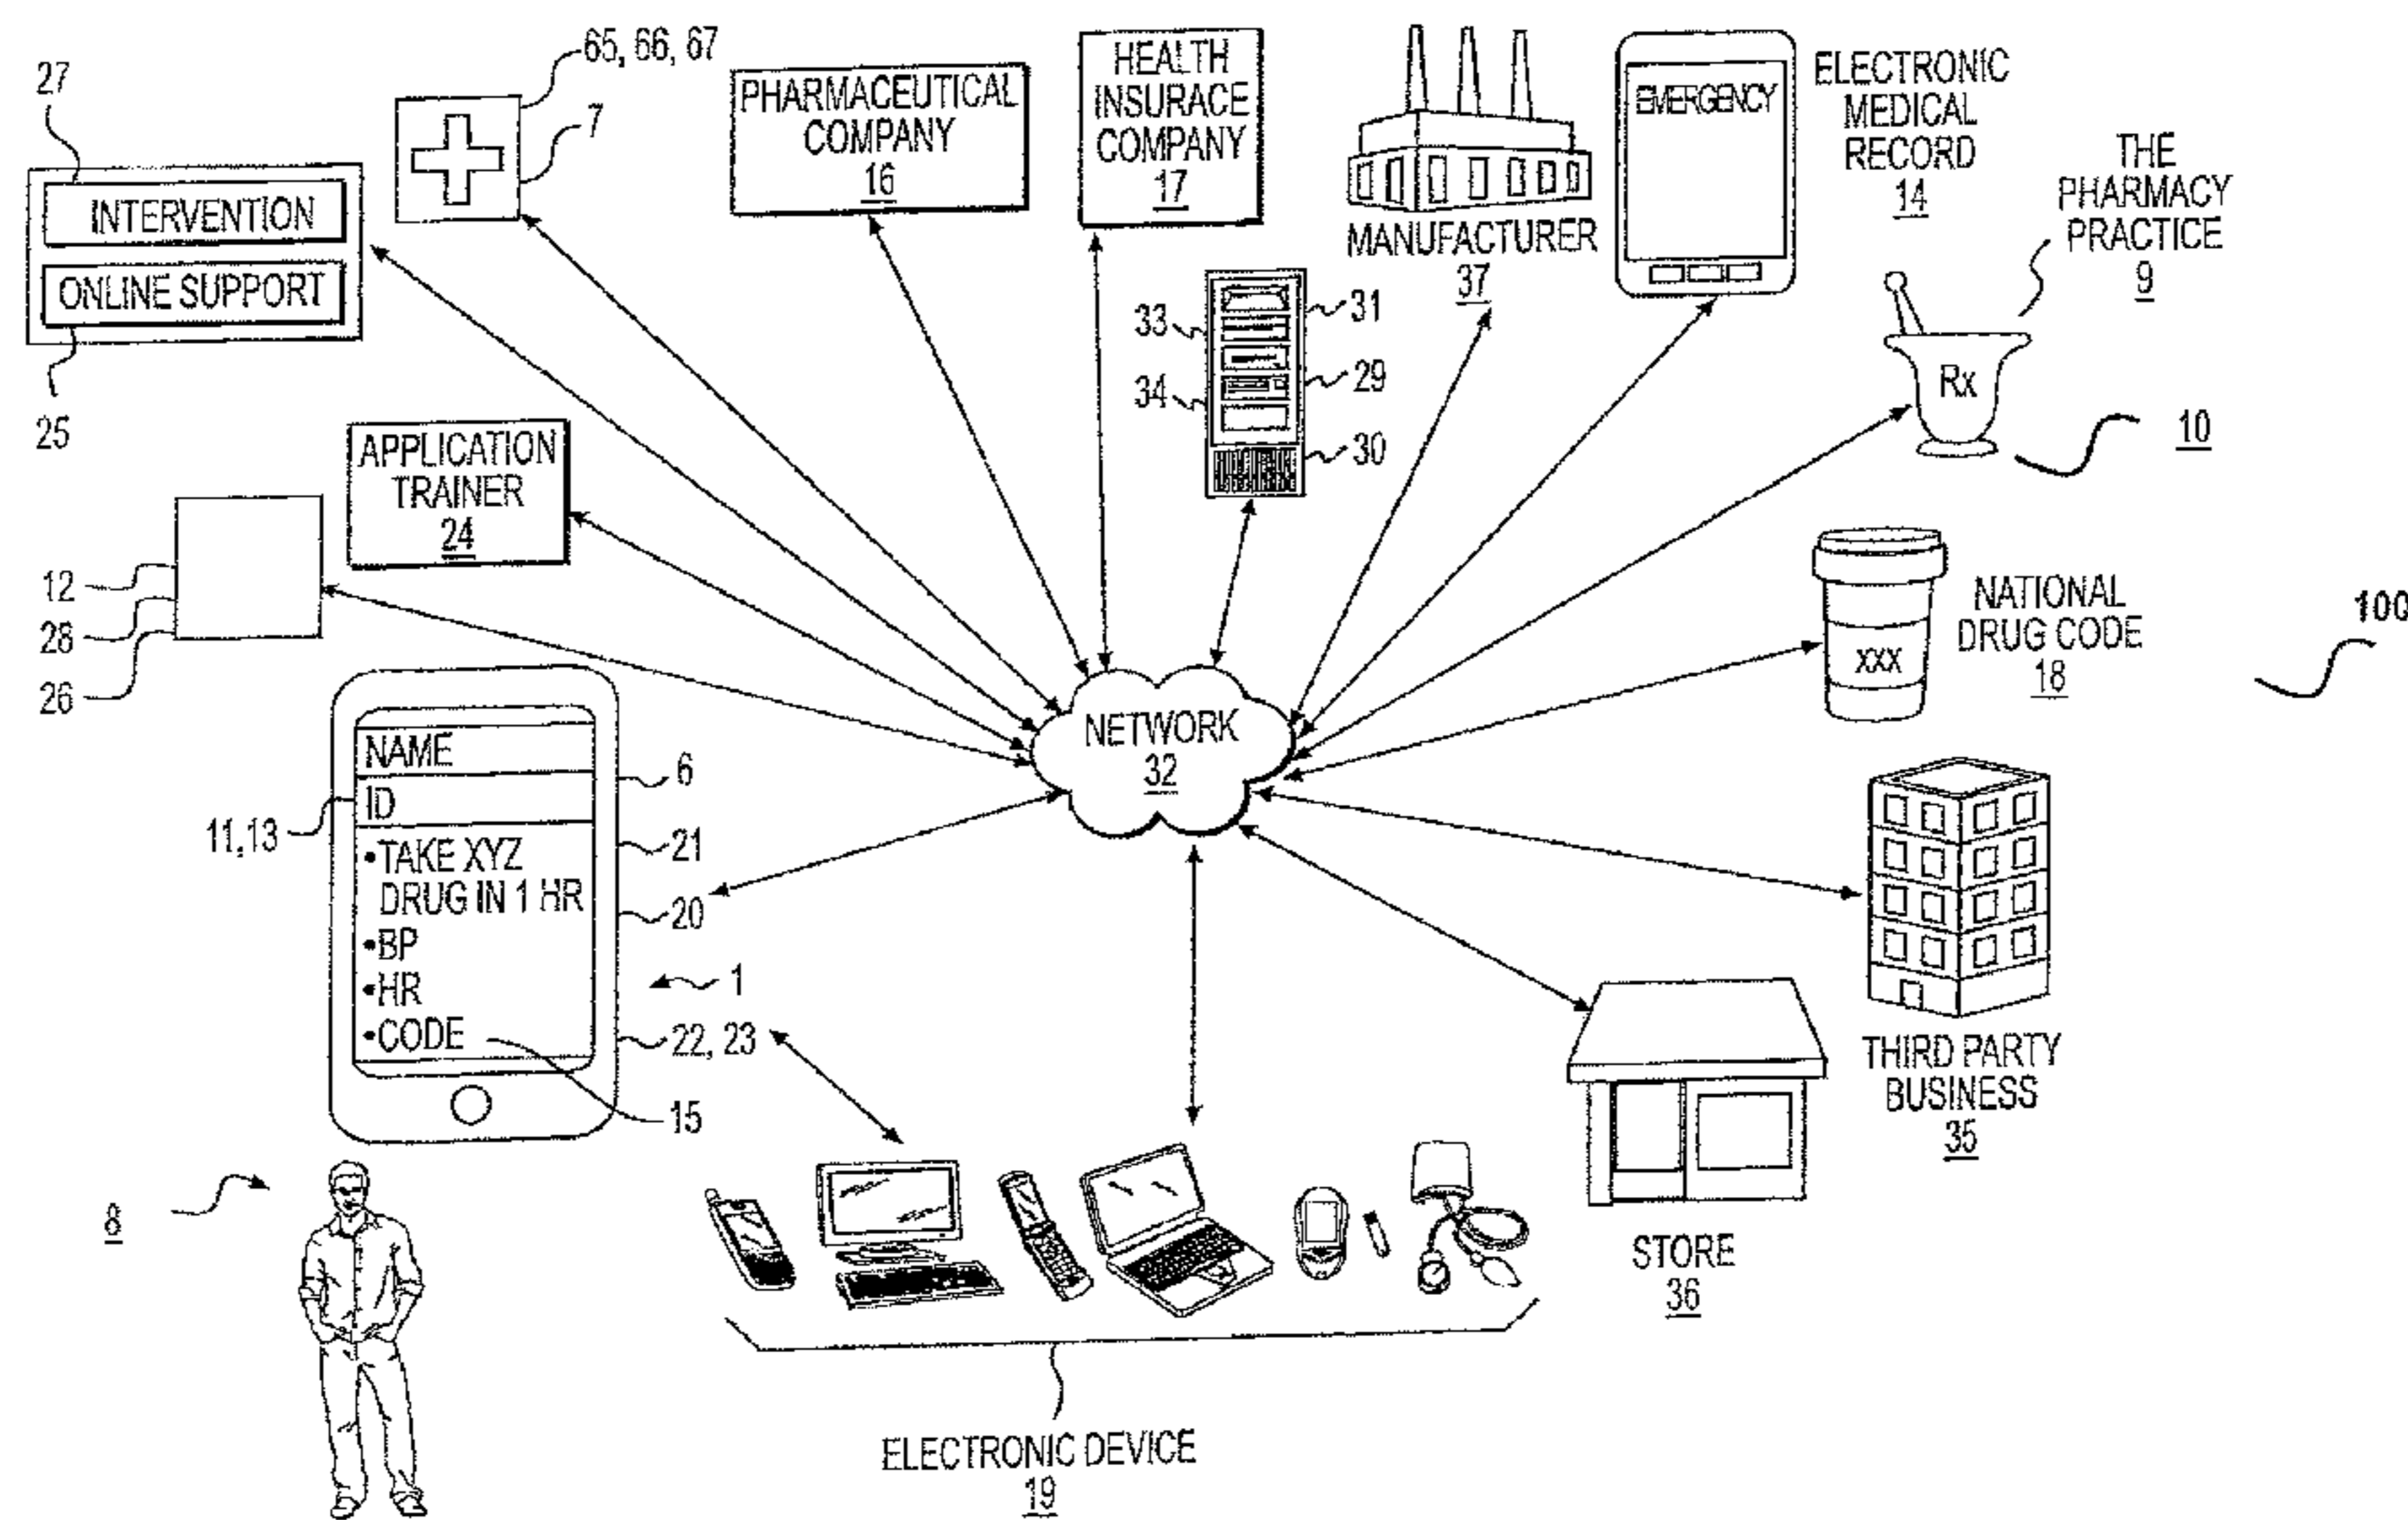 27
65, 66, 67
7
INTERVENTION
ONLINE SUPPORT
25
PHARMACEUTICAL
COMPANY
16
HEALTH
INSURACE
COMPANY
17
MANUFACTURER
37
EMERGENCY
ELECTRONIC
MEDICAL
RECORD
14
THE
PHARMACY
PRACTICE
9
Rx
10
33
31
34
29
30
APPLICATION
TRAINER
24
12
28
26
NATIONAL
DRUG CODE
18
XXX
100
NETWORK
32
NAME
ID
•TAKE XYZ
DRUG IN 1 HR
•BP
•HR
•CODE
6
11,13
21
20
1
22, 23
15
THIRD PARTY
BUSINESS
35
STORE
36
8
ELECTRONIC DEVICE
19